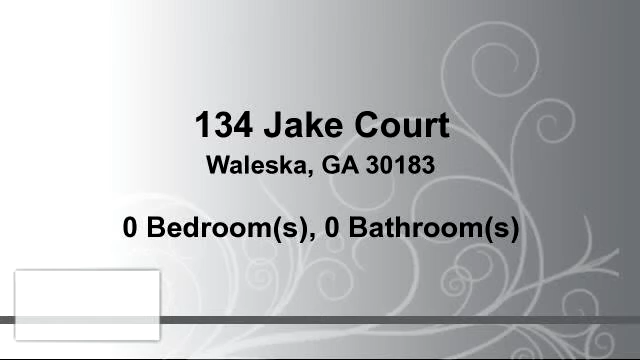 134 Jake Court
Waleska, GA 30183
0 Bedroom(s), 0 Bathroom(s)